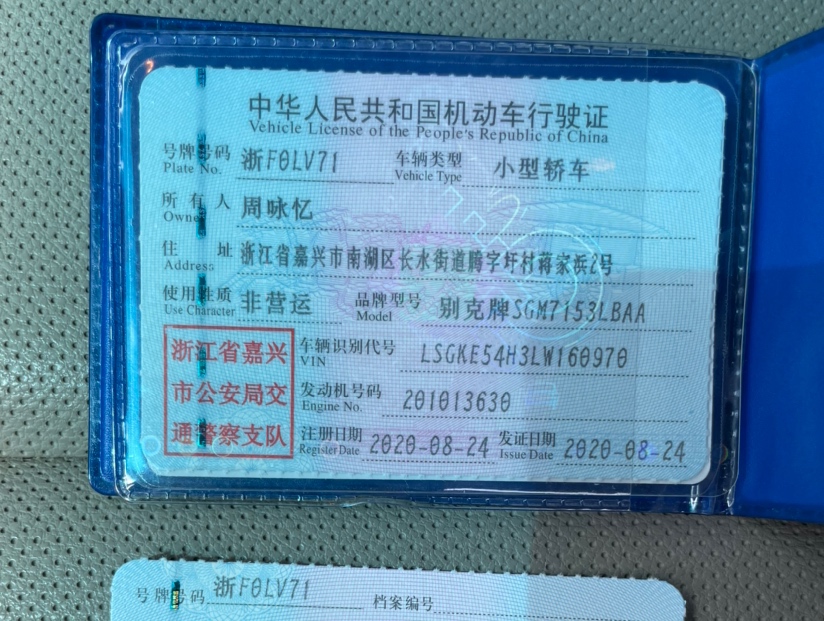 中华人民共和国机动车行驶证
Vehicle License of the People's Republic of China
号牌号码 浙F0LV71 车辆类型 小型轿车
Plate No. Vehicle Type
所有人 周咏忆
Owner
住址 浙江省嘉兴市南湖区长水街道鸭字圩村蒋家浜2号
Address
使用性质 非营运 品牌型号 别克牌SGM7153LBAA
Use Character Model
浙江省嘉兴
市公安局交
通警察支队
车辆识别代号 LSGKE54H3LW160970
VIN
发动机号码 201013630
Engine No.
注册日期 2020-08-24 发证日期 2020-08-24
Register Date Issue Date
号牌号码 浙F0LV71 档案编号